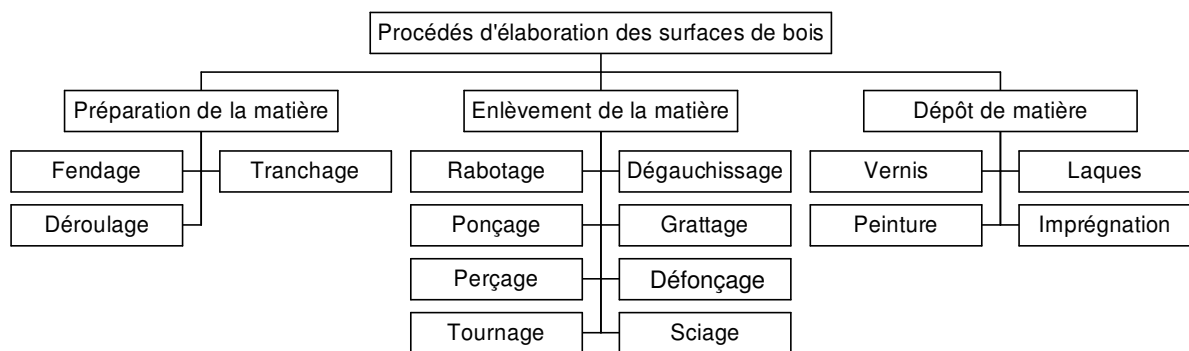 Procédés d'élaboration des surfaces de bois
Préparation de la matière
Enlèvement de la matière
Dépôt de matière
Fendage
Tranchage
Déroulage
Rabotage
Dégauchissage
Ponçage
Grattage
Perçage
Défonçage
Tournage
Sciage
Vernis
Laques
Peinture
Imprégnation